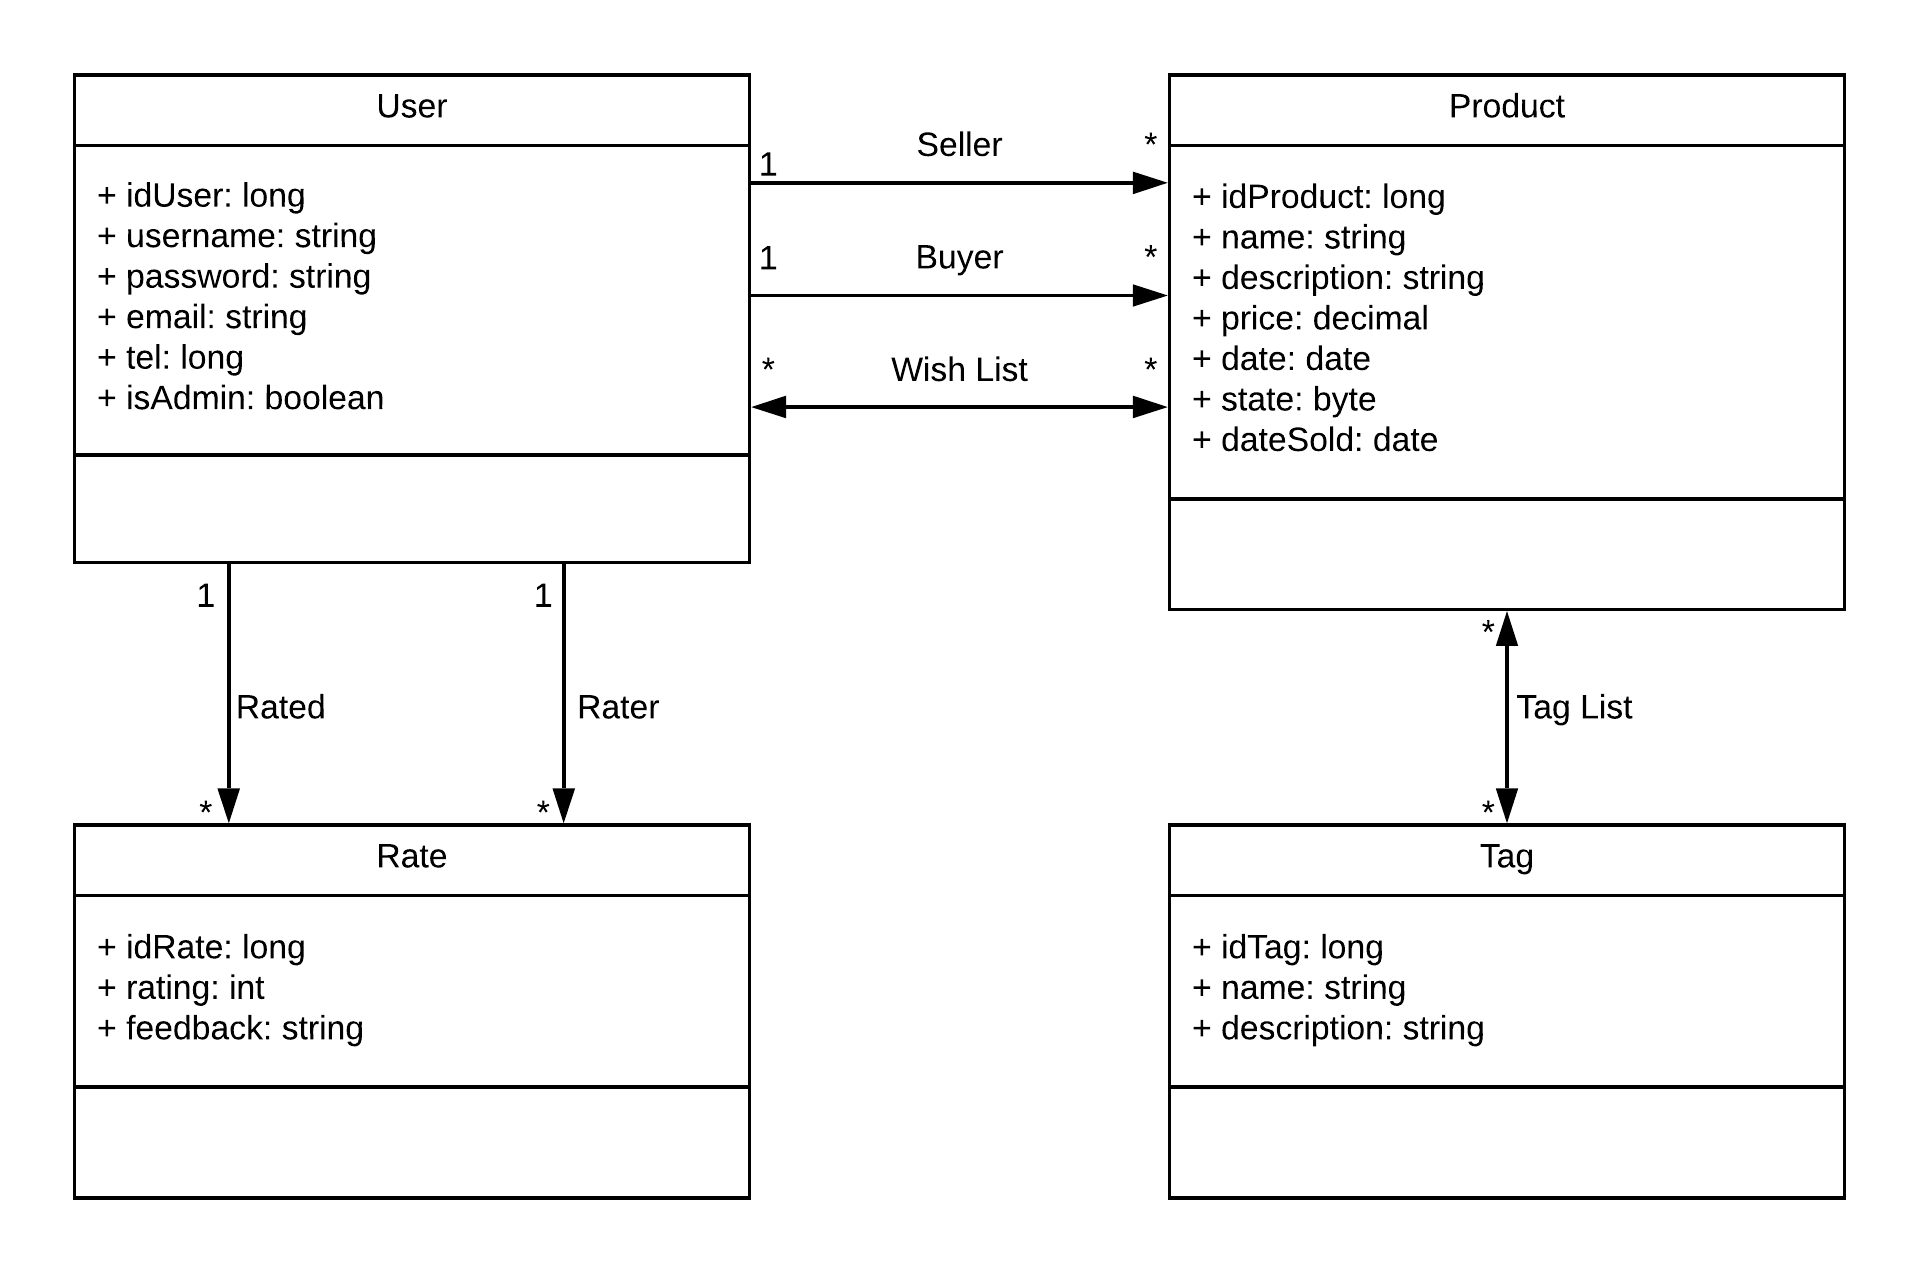 User
+ idUser: long
+ username: string
+ password: string
+ email: string
+ tel: long
+ isAdmin: boolean
1
Seller
*
1
Buyer
*
*
Wish List
*
Product
+ idProduct: long
+ name: string
+ description: string
+ price: decimal
+ date: date
+ state: byte
+ dateSold: date
1
Rated
*
1
Rater
*
*
Tag List
*
Rate
+ idRate: long
+ rating: int
+ feedback: string
Tag
+ idTag: long
+ name: string
+ description: string